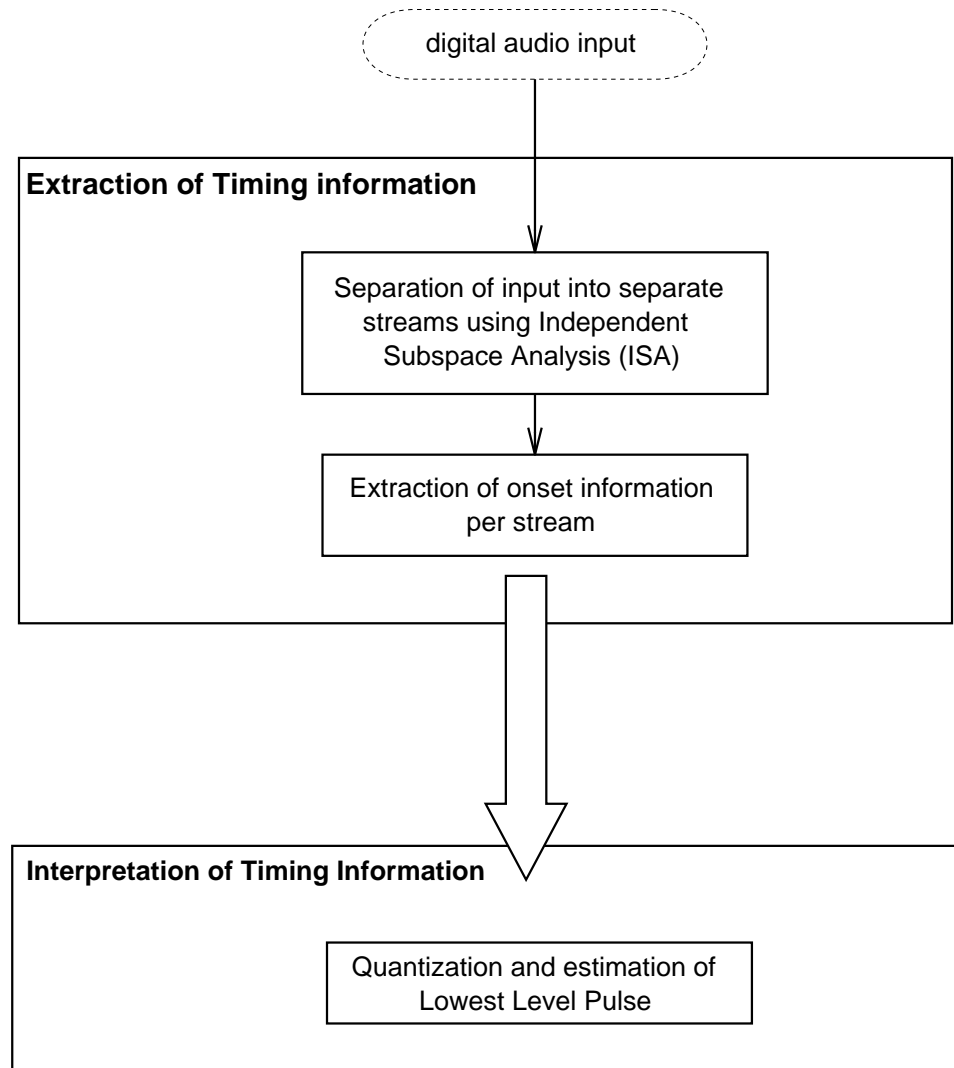 digital audio input
Extraction of Timing information
Separation of input into separate
streams using Independent
Subspace Analysis (ISA)
Extraction of onset information
per stream
Interpretation of Timing Information
Quantization and estimation of
Lowest Level Pulse